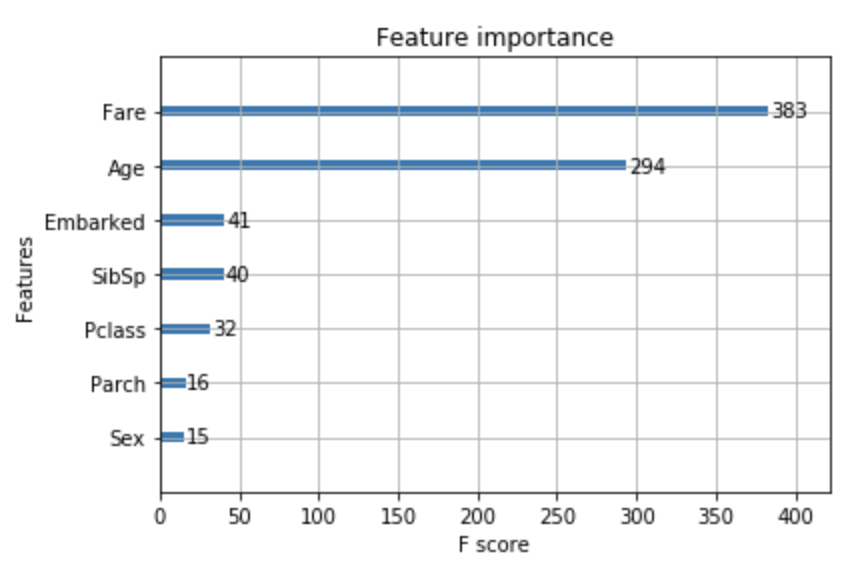 Feature importance
Fare 383
Age 294
Embarked 41
SibSp 40
Pclass 32
Parch 16
Sex 15
Features
0 50 100 150 200 250 300 350 400
F score